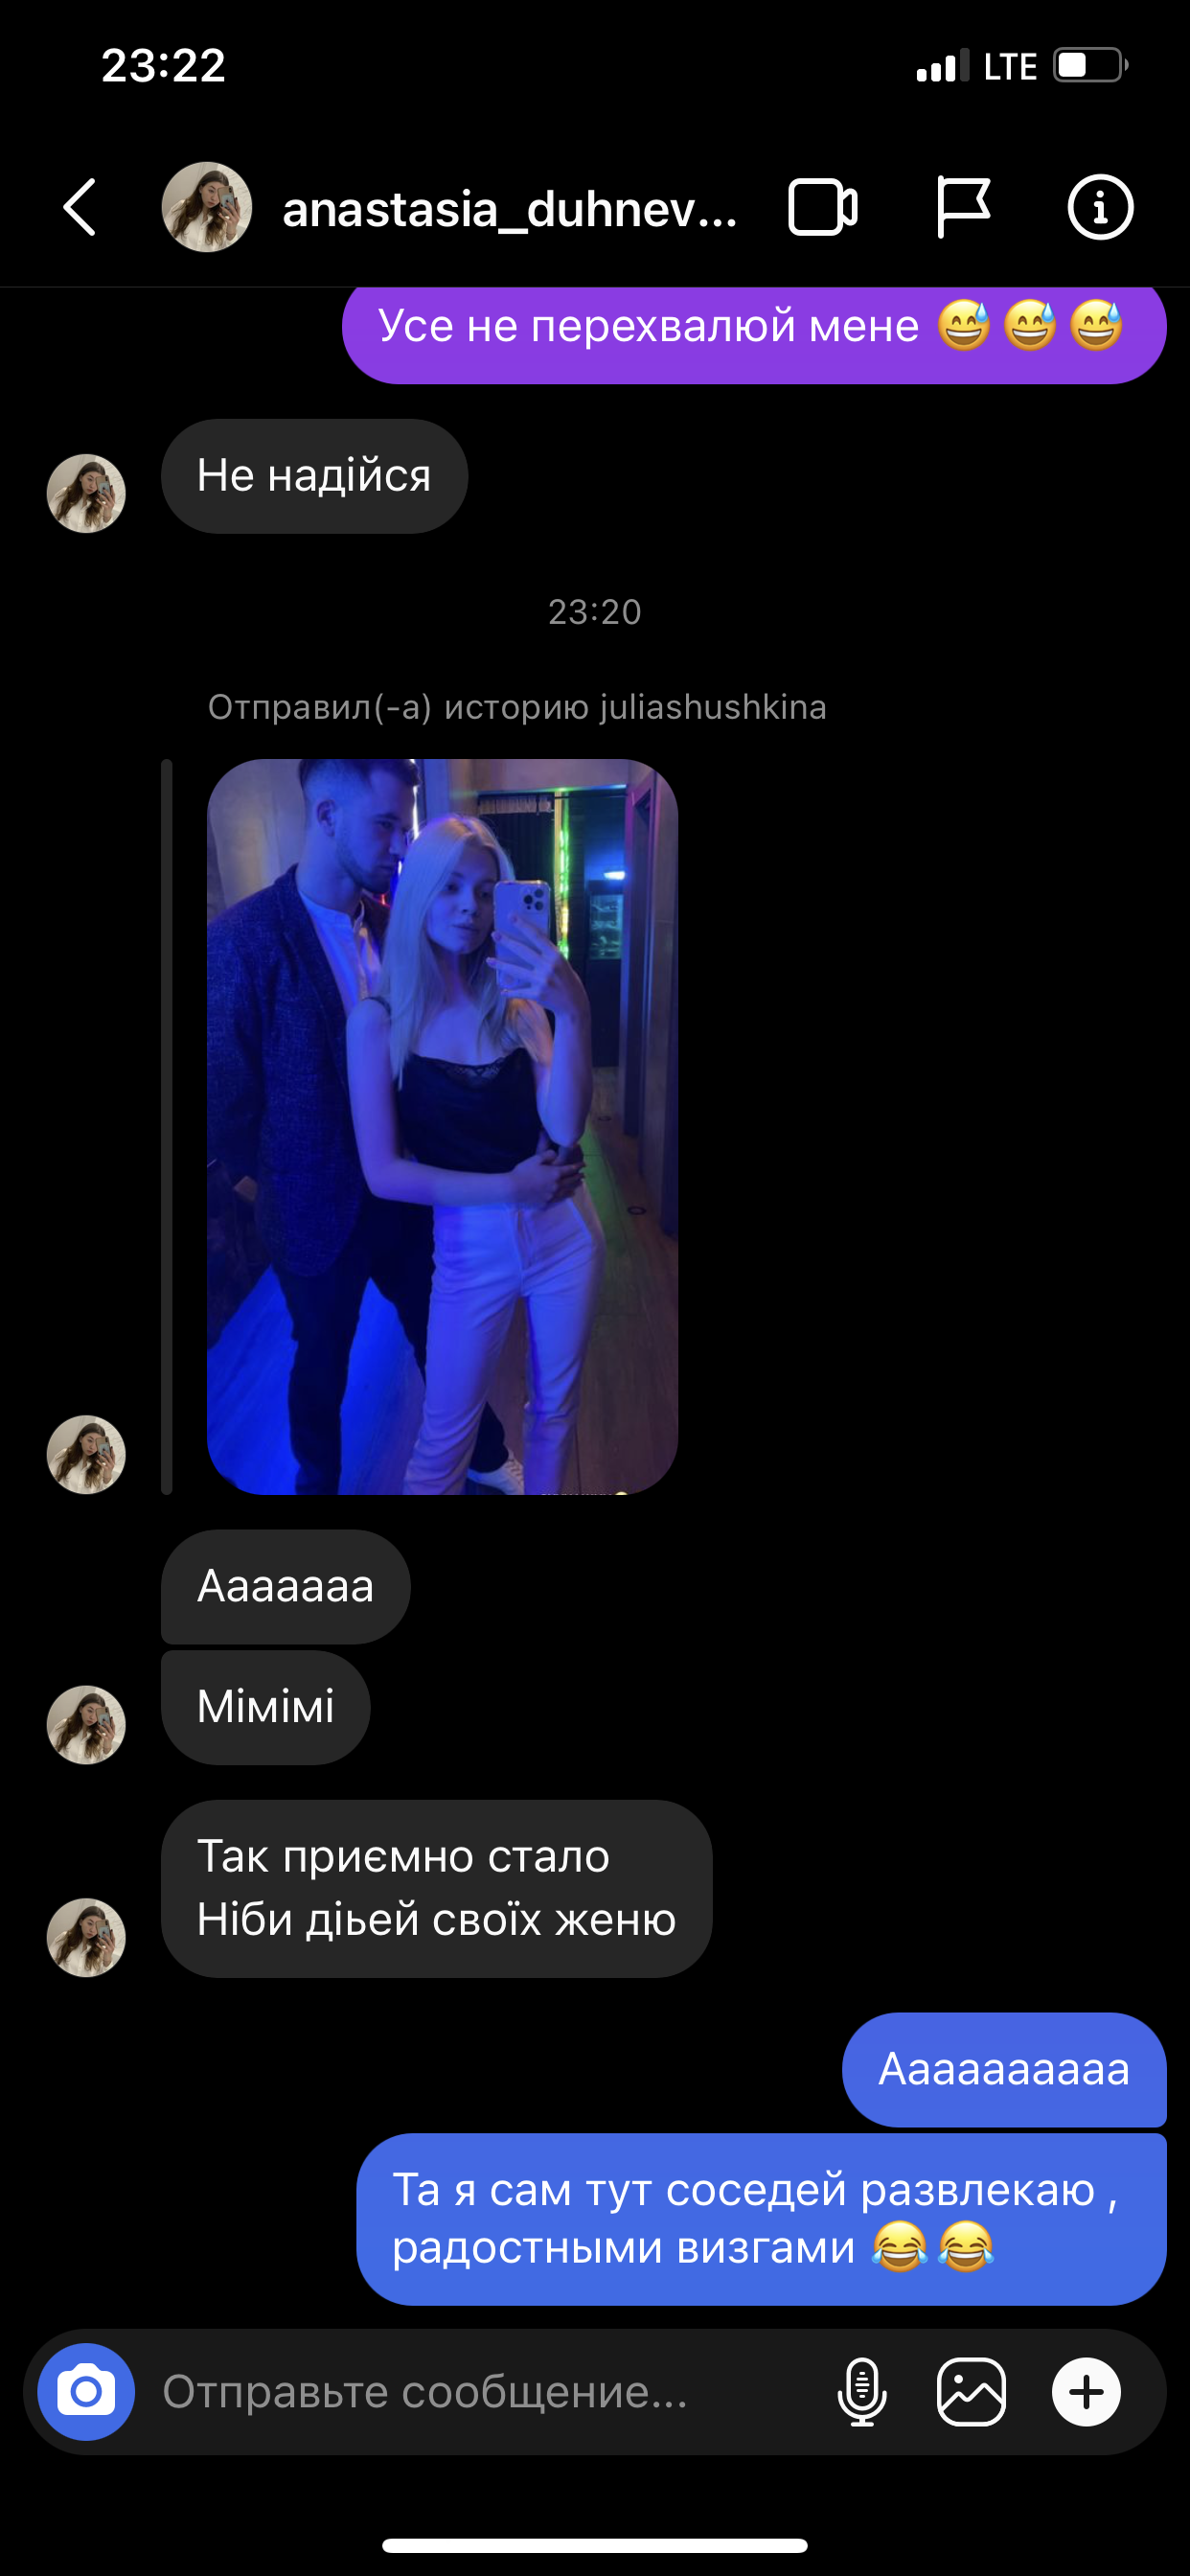 23:22
LTE
anastasia_duhnev...
Усе не перехвалюй мене 😅😅😅
Не надійся
23:20
Отправил(-а) историю juliashushkina
Ааааааа
Мімімі
Так приємно стало
Ніби діьей своїх женю
Аааааааааа
Та я сам тут соседей развлекаю ,
радостными визгами 😂😂
Отправьте сообщение...